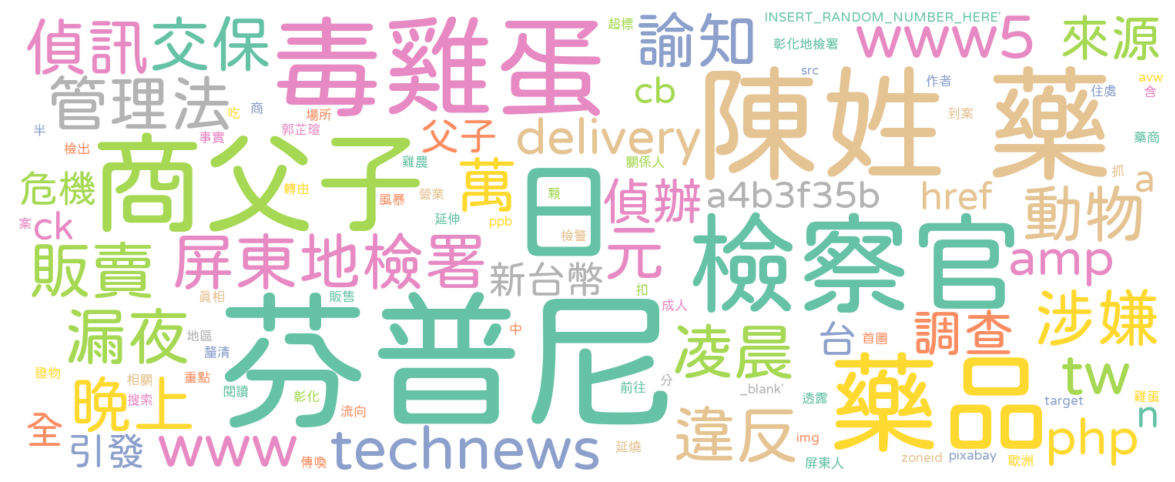 INSERT_RANDOM_NUMBER_HERE'
偵訊
交保
毒雞蛋
超標
諭知
彰化地檢署
www5
來源
管理法
吃
商
場所
cb
src
作者
avw
住處
含
半
事實
郭芷瑄
父子
delivery
陳姓
藥
到案
藥商
檢出
商父子
雞農
關係人
抓
危機
轉由
萬
日
顆
偵辦
a4b3f35b
href
a
動物
案
ck
風暴
營業
延伸
ppb
檢警
元
檢察官
amp
販賣
屏東地檢署
新台幣
扣
真相
販售
成人
漏夜
地區
釐清
芬普尼
中
凌晨
台
首圖
調查
涉嫌
證物
相關
重點
閱讀
彰化
前往
分
_blank'
透露
藥品
tw
target
雞蛋
晚上
搜索
流向
全
引發
www
傳喚
technews
延燒
違反
img
屏東人
zoneid
pixabay
歐洲
php
n